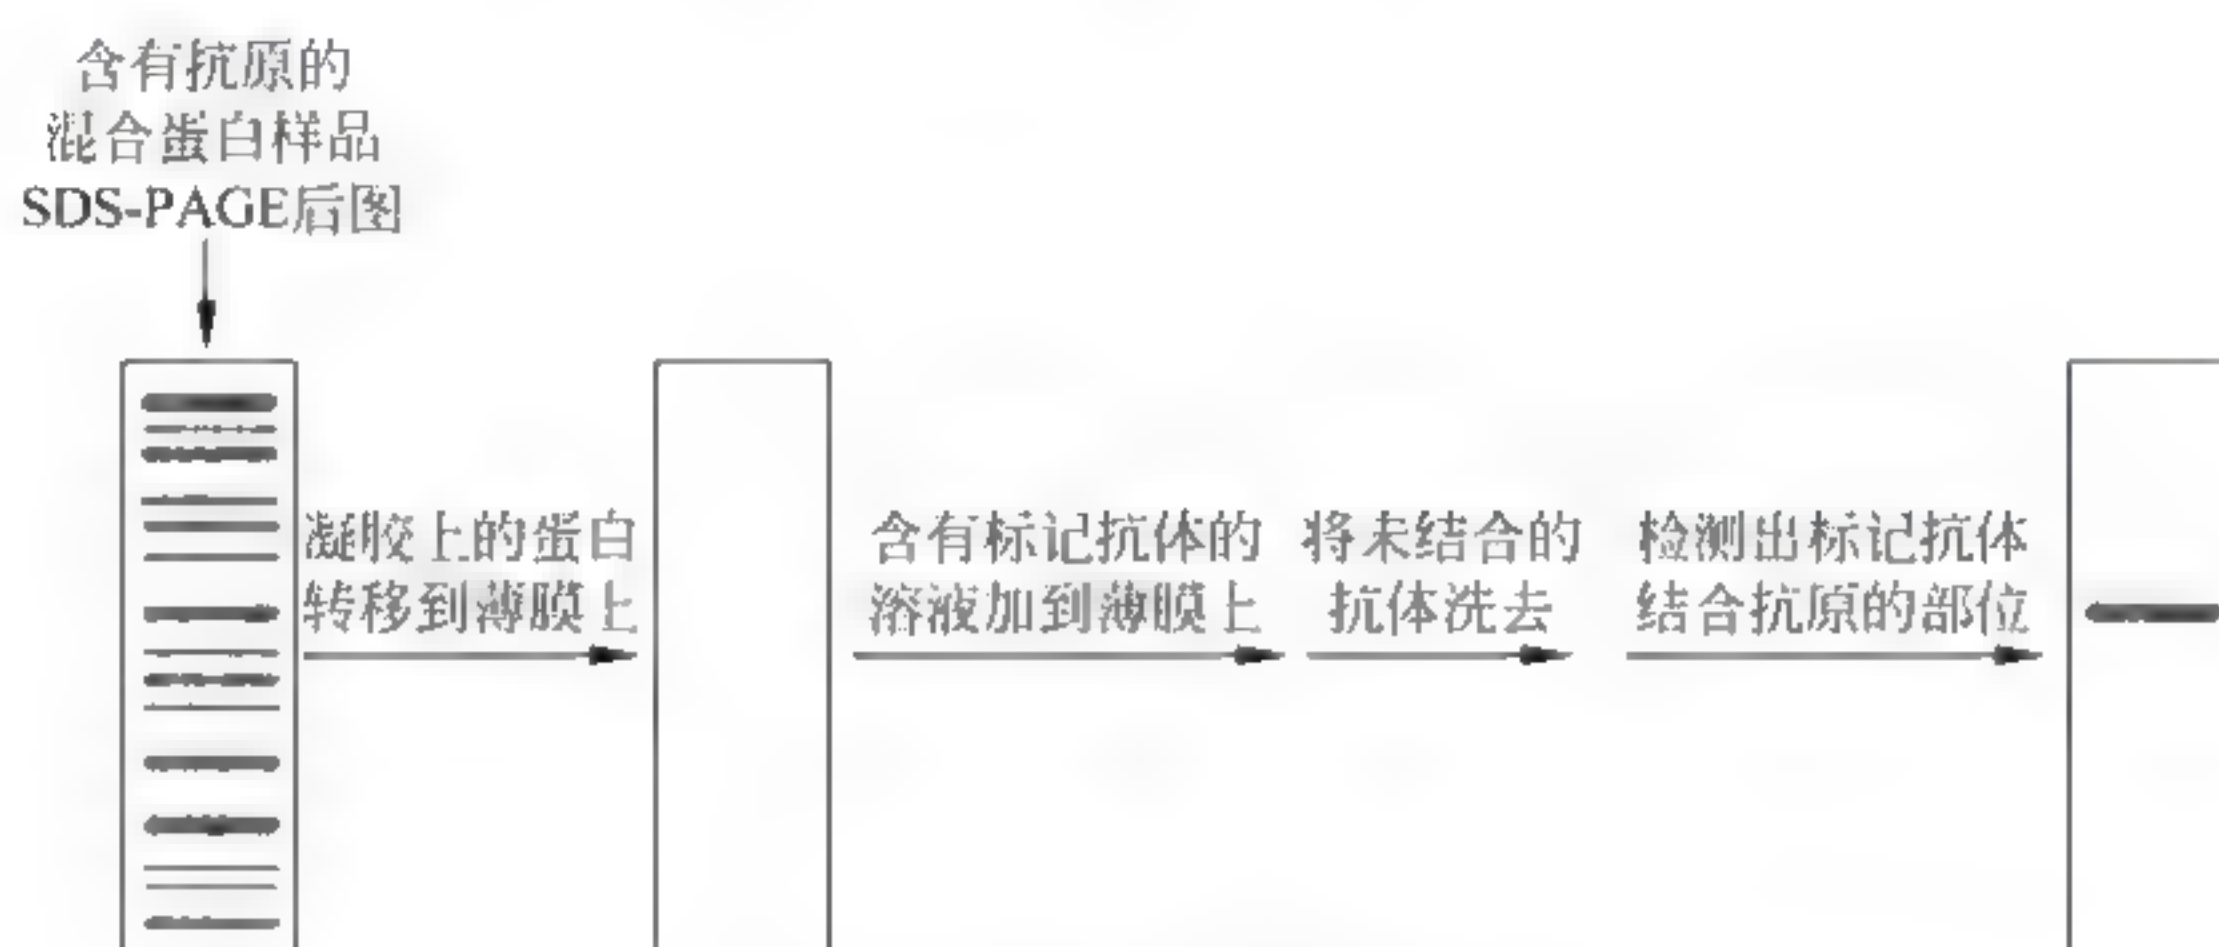 含有抗原的
混合蛋白样品
SDS-PAGE后图
凝胶上的蛋白
转移到薄膜上
含有标记抗体的
溶液加到薄膜上
将未结合的
抗体洗去
检测出标记抗体
结合抗原的部位